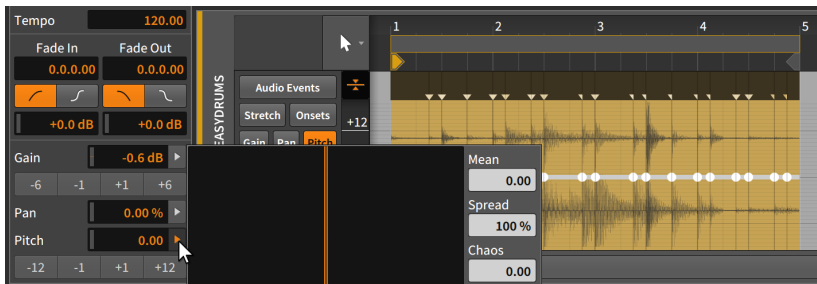 Tempo 120.00
Fade In Fade Out
0.0.0.00 0.0.0.00
+0.0 dB +0.0 dB
Gain -0.6 dB
-6 -1 +1 +6
Pan 0.00 %
Pitch 0.00
-12 -1 +1 +12
Mean
0.00
Spread
100 %
Chaos
0.00
EASYDRUMS
Audio Events
Stretch Onsets
Gain Pan Pitch
+12
1 2 3 4 5